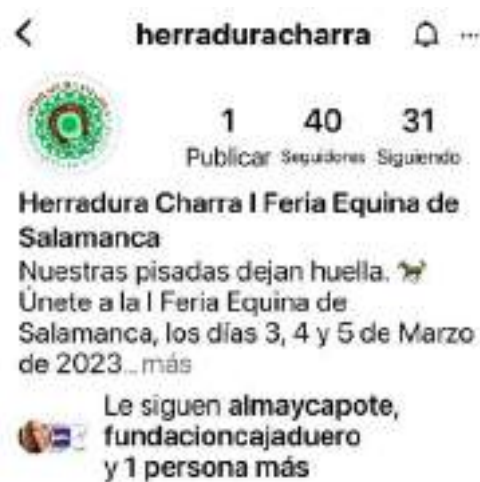 herraduracharra
1 40 31
Publicar Seguidores Siguiendo
Herradura Charra I Feria Equina de
Salamanca
Nuestras pisadas dejan huella. 🐎
Únete a la I Feria Equina de
Salamanca, los días 3, 4 y 5 de Marzo
de 2023... más
Le siguen almaycapote,
fundacioncajaduero
y 1 persona más